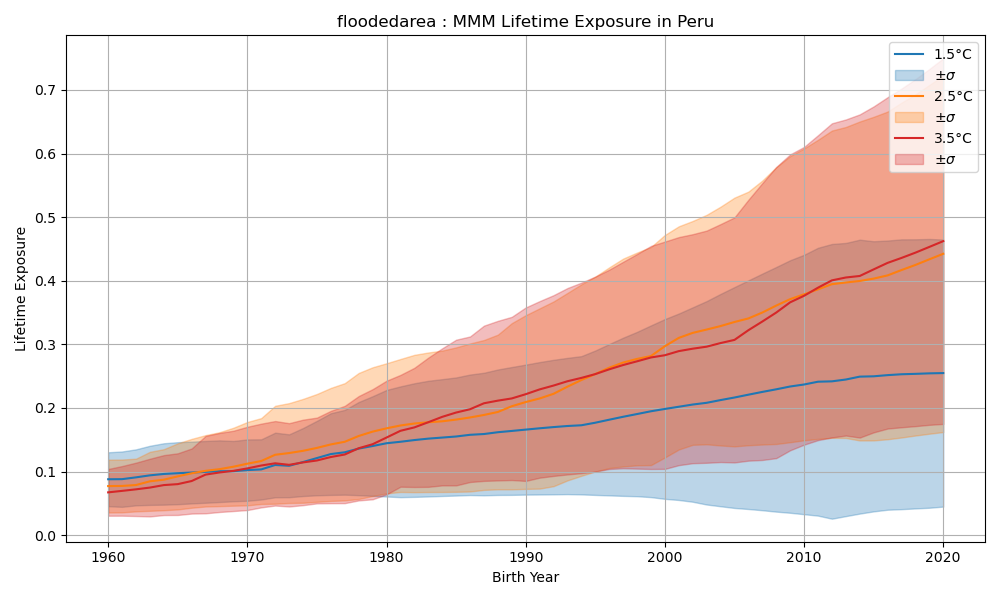 floodedarea : MMM Lifetime Exposure in Peru
1.5°C
±σ
2.5°C
±σ
3.5°C
±σ
Lifetime Exposure
0.7
0.6
0.5
0.4
0.3
0.2
0.1
0.0
1960 1970 1980 1990 2000 2010 2020
Birth Year